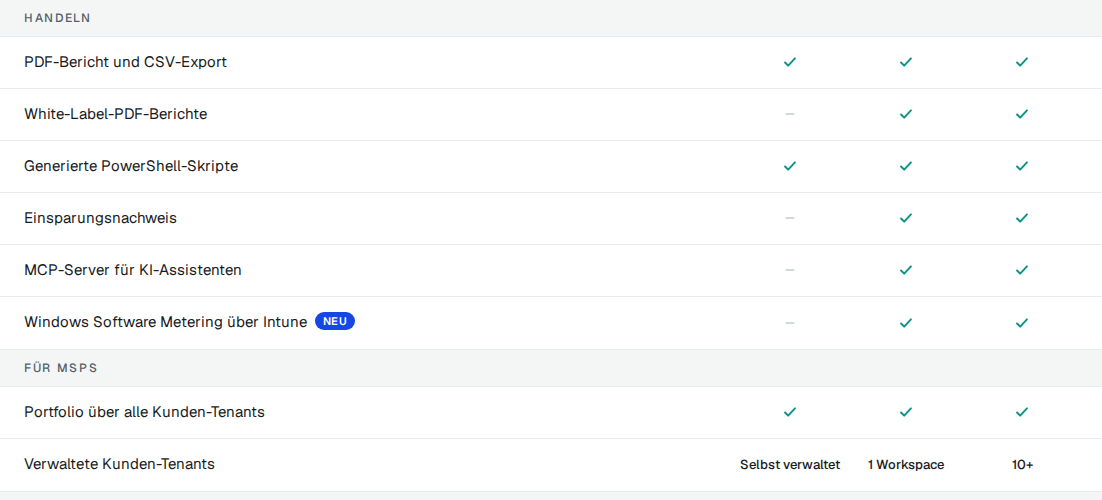 HANDELN
PDF-Bericht und CSV-Export
White-Label-PDF-Berichte
Generierte PowerShell-Skripte
Einsparungsnachweis
MCP-Server für KI-Assistenten
Windows Software Metering über Intune NEU
FÜR MSPS
Portfolio über alle Kunden-Tenants
Verwaltete Kunden-Tenants Selbst verwaltet 1 Workspace 10+